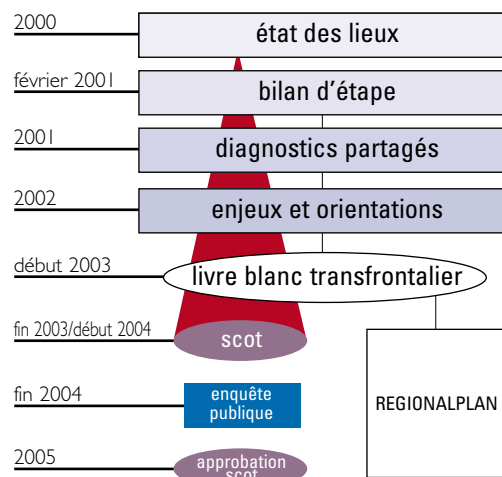 2000
état des lieux
février 2001
bilan d'étape
2001
diagnostics partagés
2002
enjeux et orientations
début 2003
livre blanc transfrontalier
fin 2003/début 2004
scot
fin 2004
enquête
publique
REGIONALPLAN
2005
approbation
scot